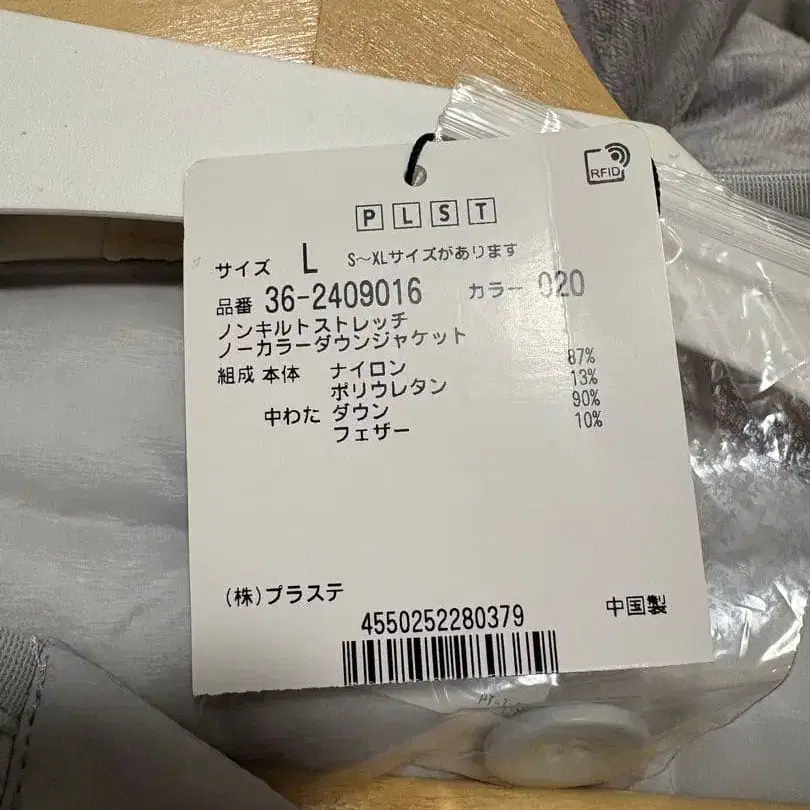 RFID
PLST
サイズ L S～XLサイズがあります
品番 36-2409016 カラー 020
ノンキルトストレッチ
ノーカラーダウンジャケット
組成 本体 ナイロン 87%
ポリウレタン 13%
中わた ダウン 90%
フェザー 10%
(株)プラステ 中国製
4550252280379